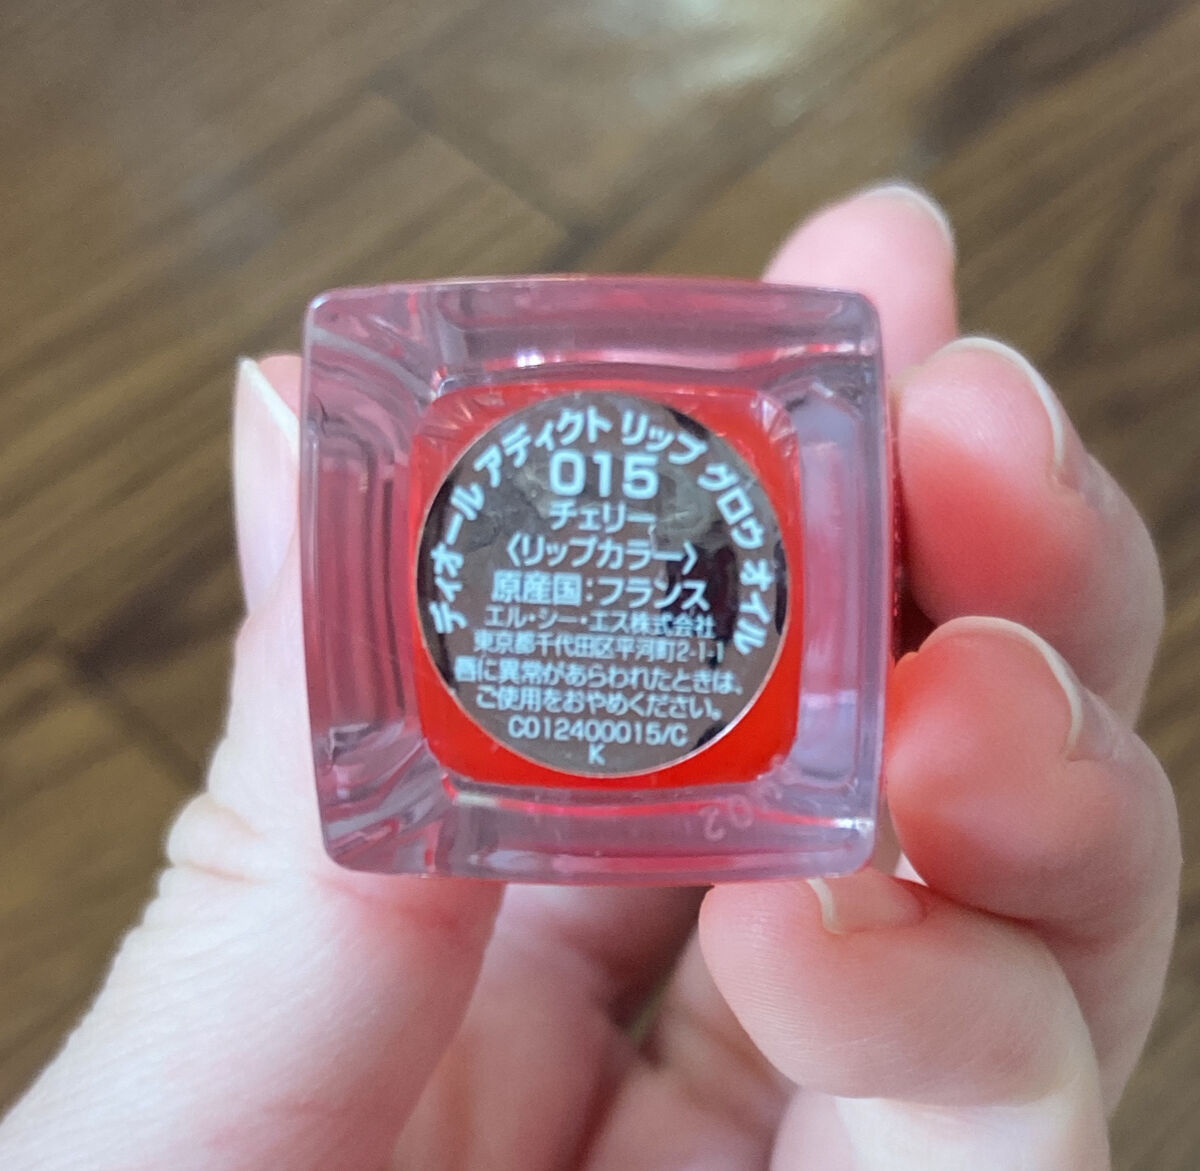 ディオール アディクト リップ グロウ オイル
015
チェリー
〈リップカラー〉
原産国：フランス
エル・シー・エス株式会社
東京都千代田区平河町2-1-1
唇に異常があらわれたときは、
ご使用をおやめください。
C012400015/C
K